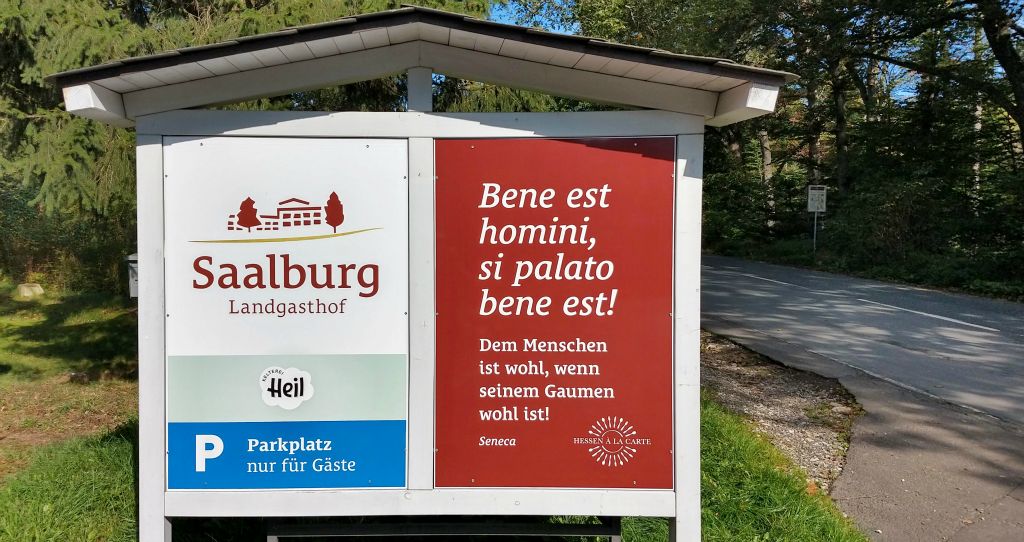 Saalburg
Landgasthof
KELTEREI
Heil
P
Parkplatz
nur für Gäste
Bene est
homini,
si palato
bene est!
Dem Menschen
ist wohl, wenn
seinem Gaumen
wohl ist!
Seneca
HESSEN À LA CARTE